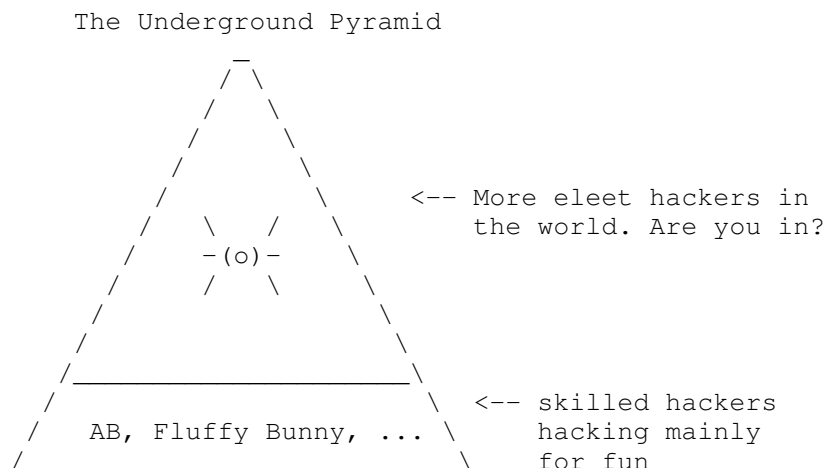 The Underground Pyramid
<-- More eleet hackers in
the world. Are you in?
-(o)-
<-- skilled hackers
AB, Fluffy Bunny, ... hacking mainly
for fun